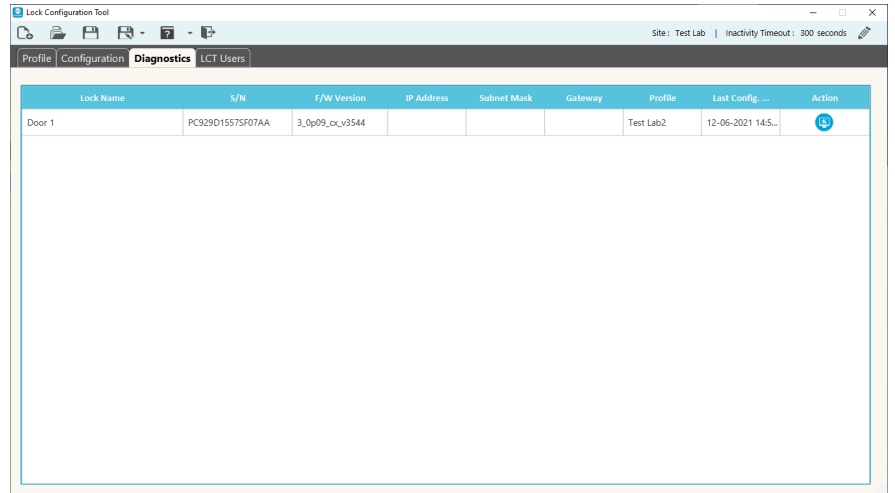 Lock Configuration Tool
Site : Test Lab | Inactivity Timeout : 300 seconds
Profile Configuration Diagnostics LCT Users
Lock Name S/N F/W Version IP Address Subnet Mask Gateway Profile Last Config. ... Action
Door 1 PC929D1557SF07AA 3_0p09_cx_v3544 Test Lab2 12-06-2021 14:5...